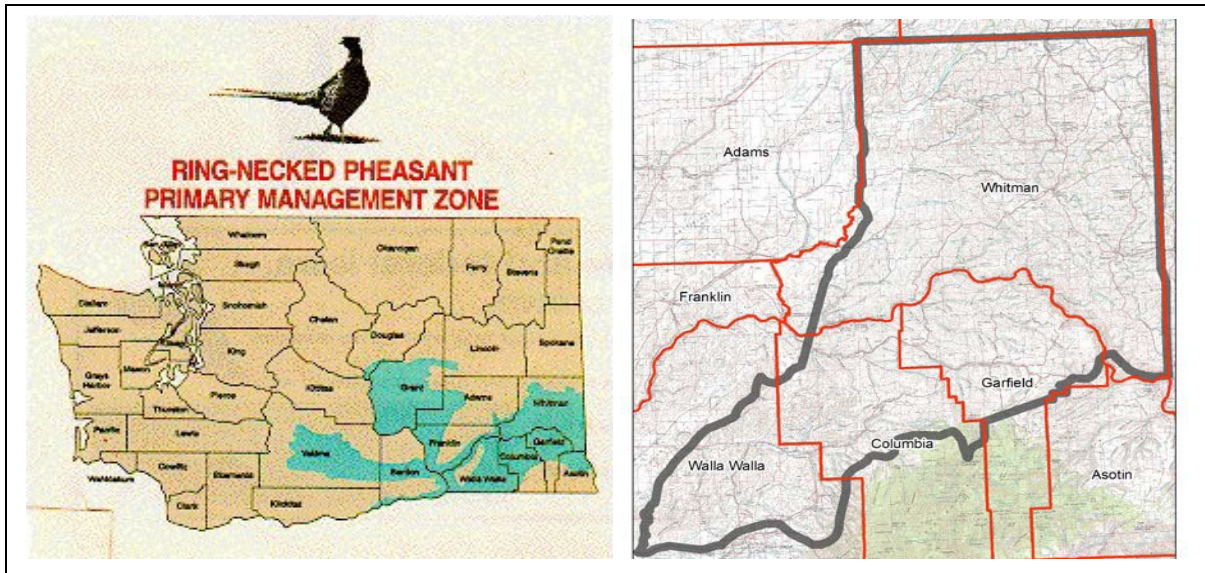 RING-NECKED PHEASANT
PRIMARY MANAGEMENT ZONE
Whatcom
Okanogan
Pend
Oreille
Ferry
Stevens
Skagit
Clallam
Snohomish
Chelan
Jefferson
Douglas
King
Lincoln
Spokane
Mason
Grays
Harbor
Grant
Kittitas
Pierce
Adams
Whitman
Thurston
Pacific
Lewis
Yakima
Franklin
Garfield
Columbia
Benton
Cowlitz
Wahkiakum
Skamania
Walla Walla
Asotin
Clark
Klickitat
Adams
Whitman
Franklin
Garfield
Columbia
Walla Walla
Asotin